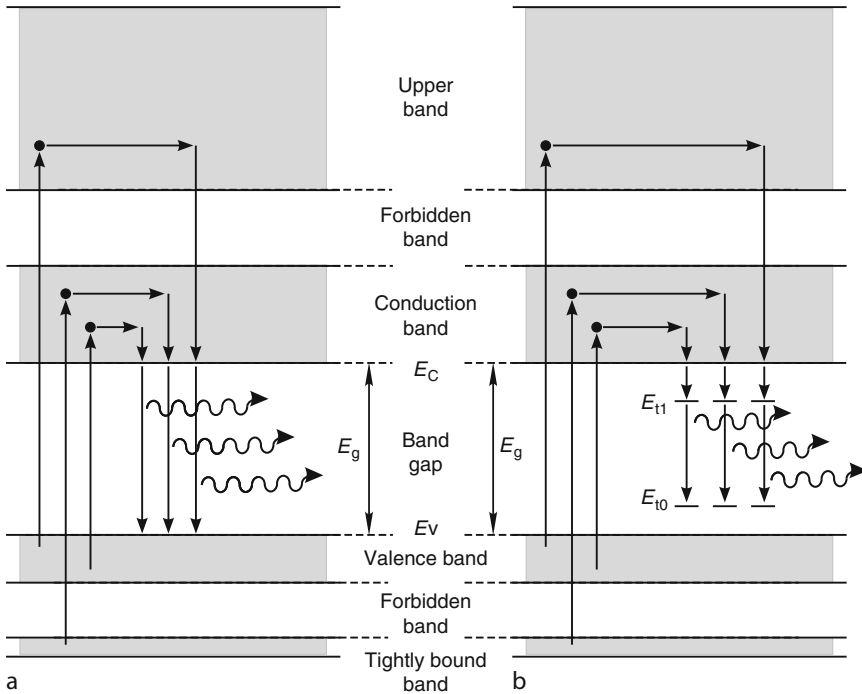 Upper
band
Forbidden
band
Conduction
band
E_C
E_g
Band
gap
E_g
E_t1
E_t0
Ev
Valence band
Forbidden
band
Tightly bound
band
a
b